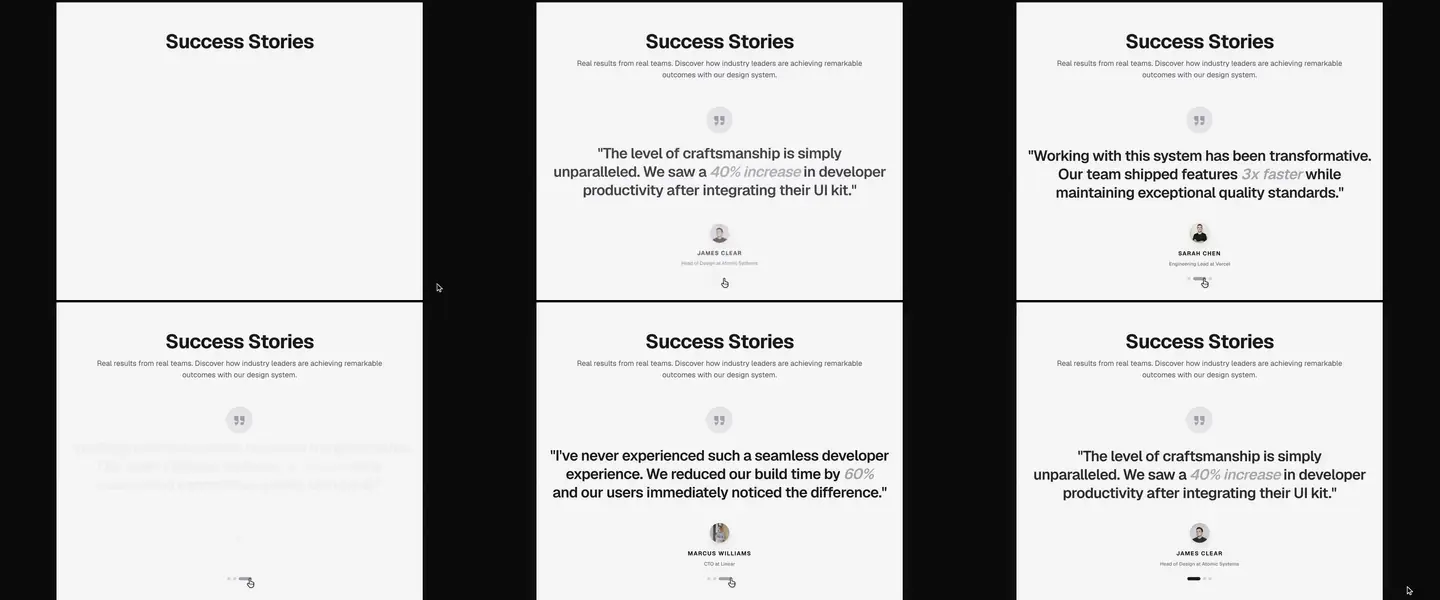 Success Stories
Success Stories
Real results from real teams. Discover how industry leaders are achieving remarkable
outcomes with our design system.
"The level of craftsmanship is simply
unparalleled. We saw a 40% increase in developer
productivity after integrating their UI kit."
JAMES CLEAR
Head of Design at Atomic Systems
Success Stories
Real results from real teams. Discover how industry leaders are achieving remarkable
outcomes with our design system.
"Working with this system has been transformative.
Our team shipped features 3x faster while
maintaining exceptional quality standards."
SARAH CHEN
Engineering Lead at Vercel
Success Stories
Real results from real teams. Discover how industry leaders are achieving remarkable
outcomes with our design system.
Success Stories
Real results from real teams. Discover how industry leaders are achieving remarkable
outcomes with our design system.
"I've never experienced such a seamless developer
experience. We reduced our build time by 60%
and our users immediately noticed the difference."
MARCUS WILLIAMS
CTO at Linear
Success Stories
Real results from real teams. Discover how industry leaders are achieving remarkable
outcomes with our design system.
"The level of craftsmanship is simply
unparalleled. We saw a 40% increase in developer
productivity after integrating their UI kit."
JAMES CLEAR
Head of Design at Atomic Systems